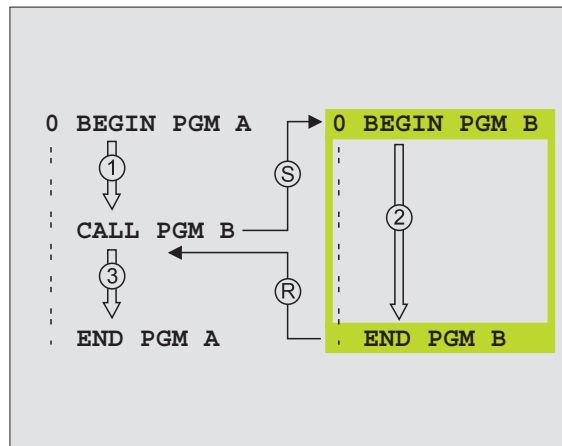 0 BEGIN PGM A
1
S
CALL PGM B
3
R
END PGM A
0 BEGIN PGM B
2
END PGM B